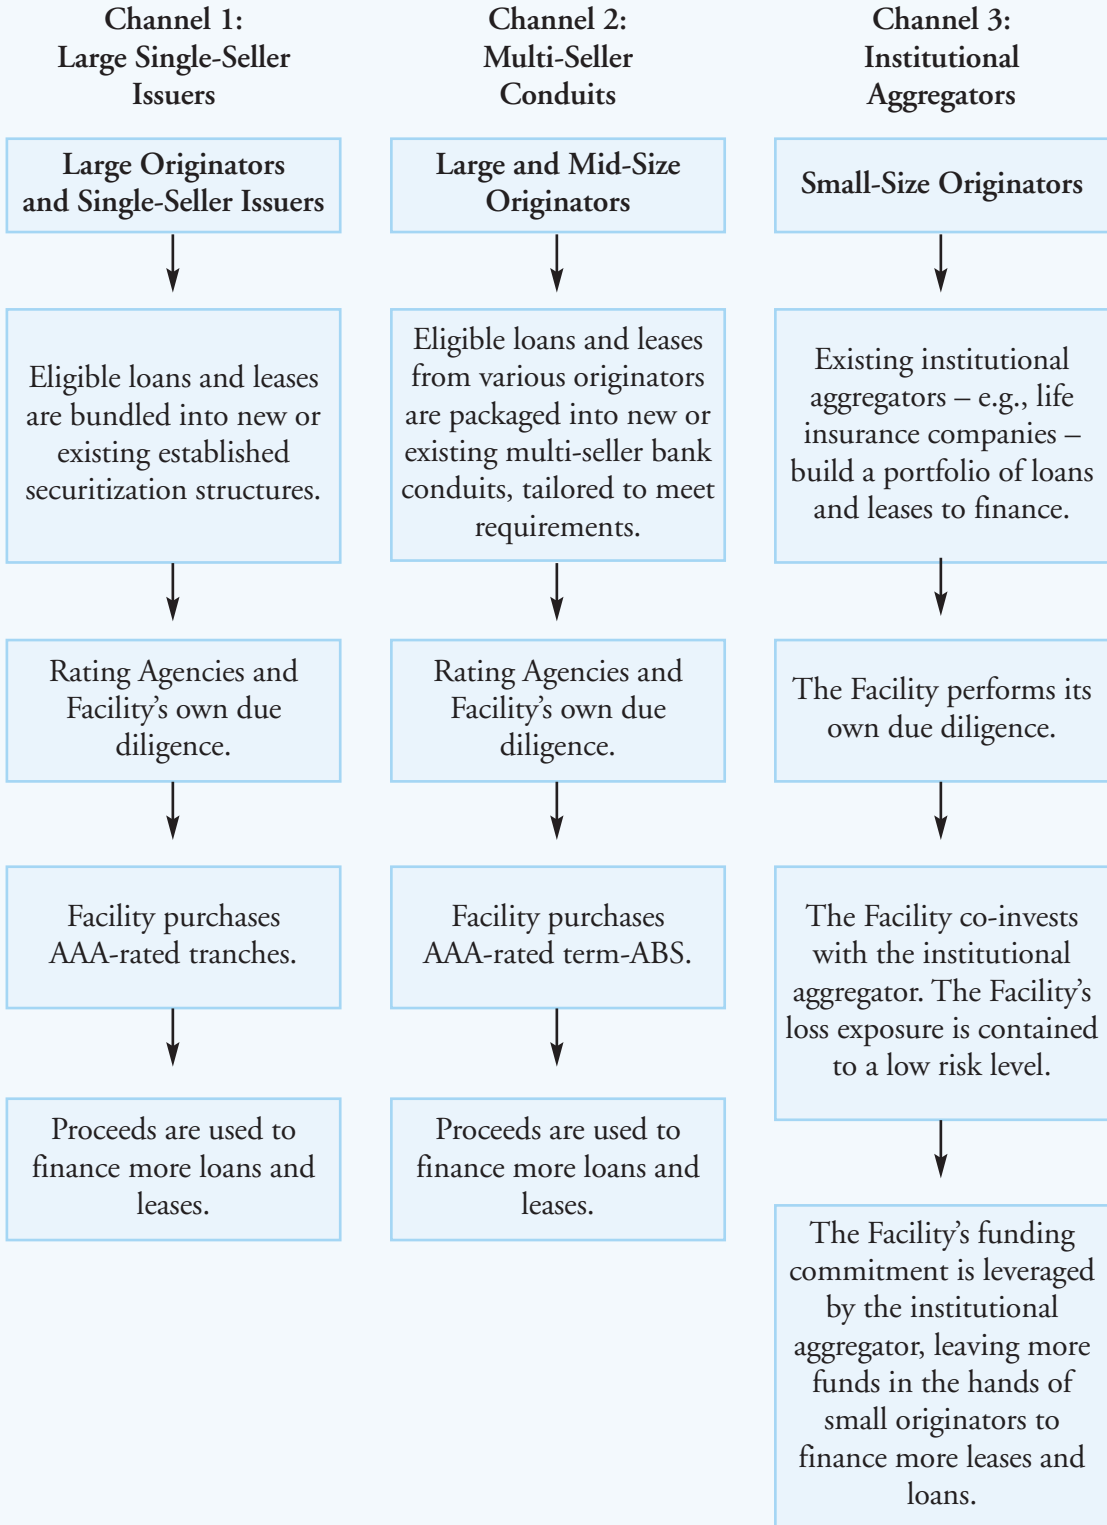 Channel 1:
Large Single-Seller
Issuers
Large Originators
and Single-Seller Issuers
Eligible loans and leases
are bundled into new or
existing established
securitization structures.
Rating Agencies and
Facility’s own due
diligence.
Facility purchases
AAA-rated tranches.
Proceeds are used to
finance more loans and
leases.
Channel 2:
Multi-Seller
Conduits
Large and Mid-Size
Originators
Eligible loans and leases
from various originators
are packaged into new or
existing multi-seller bank
conduits, tailored to meet
requirements.
Rating Agencies and
Facility’s own due
diligence.
Facility purchases
AAA-rated term-ABS.
Proceeds are used to
finance more loans and
leases.
Channel 3:
Institutional
Aggregators
Small-Size Originators
Existing institutional
aggregators – e.g., life
insurance companies –
build a portfolio of loans
and leases to finance.
The Facility performs its
own due diligence.
The Facility co-invests
with the institutional
aggregator. The Facility’s
loss exposure is contained
to a low risk level.
The Facility’s funding
commitment is leveraged
by the institutional
aggregator, leaving more
funds in the hands of
small originators to
finance more leases and
loans.